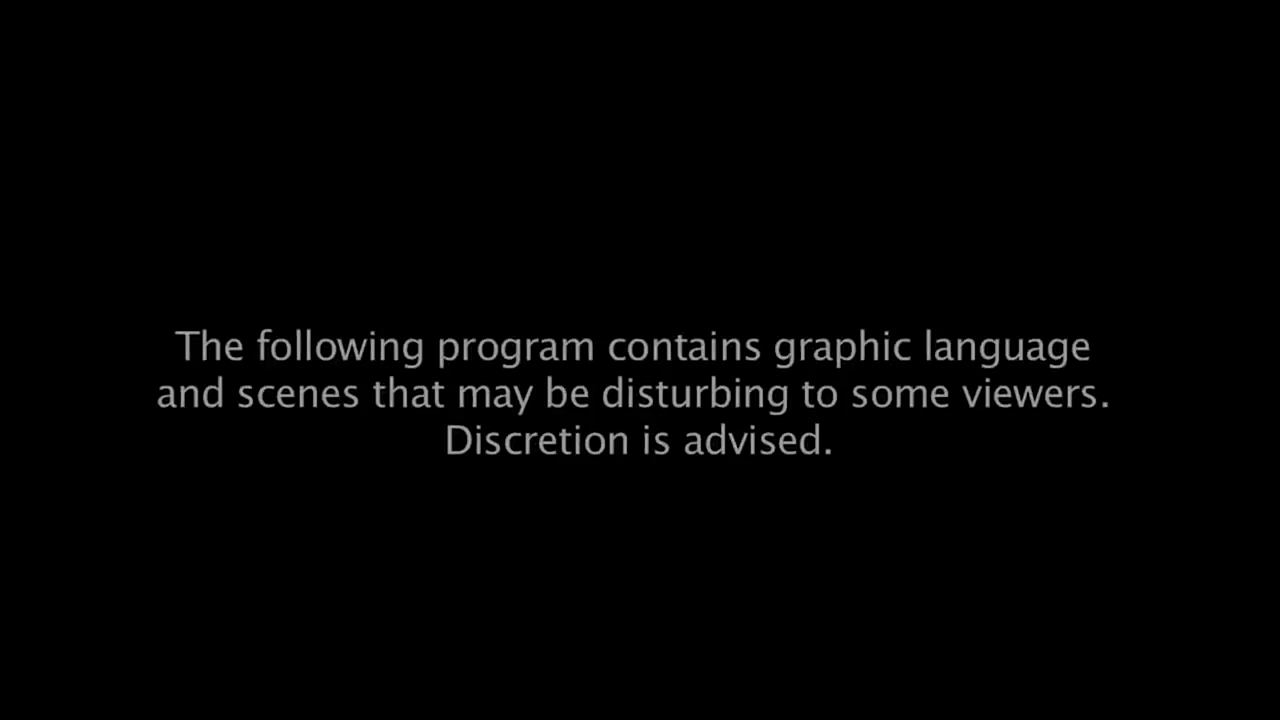 The following program contains graphic language
and scenes that may be disturbing to some viewers.
Discretion is advised.